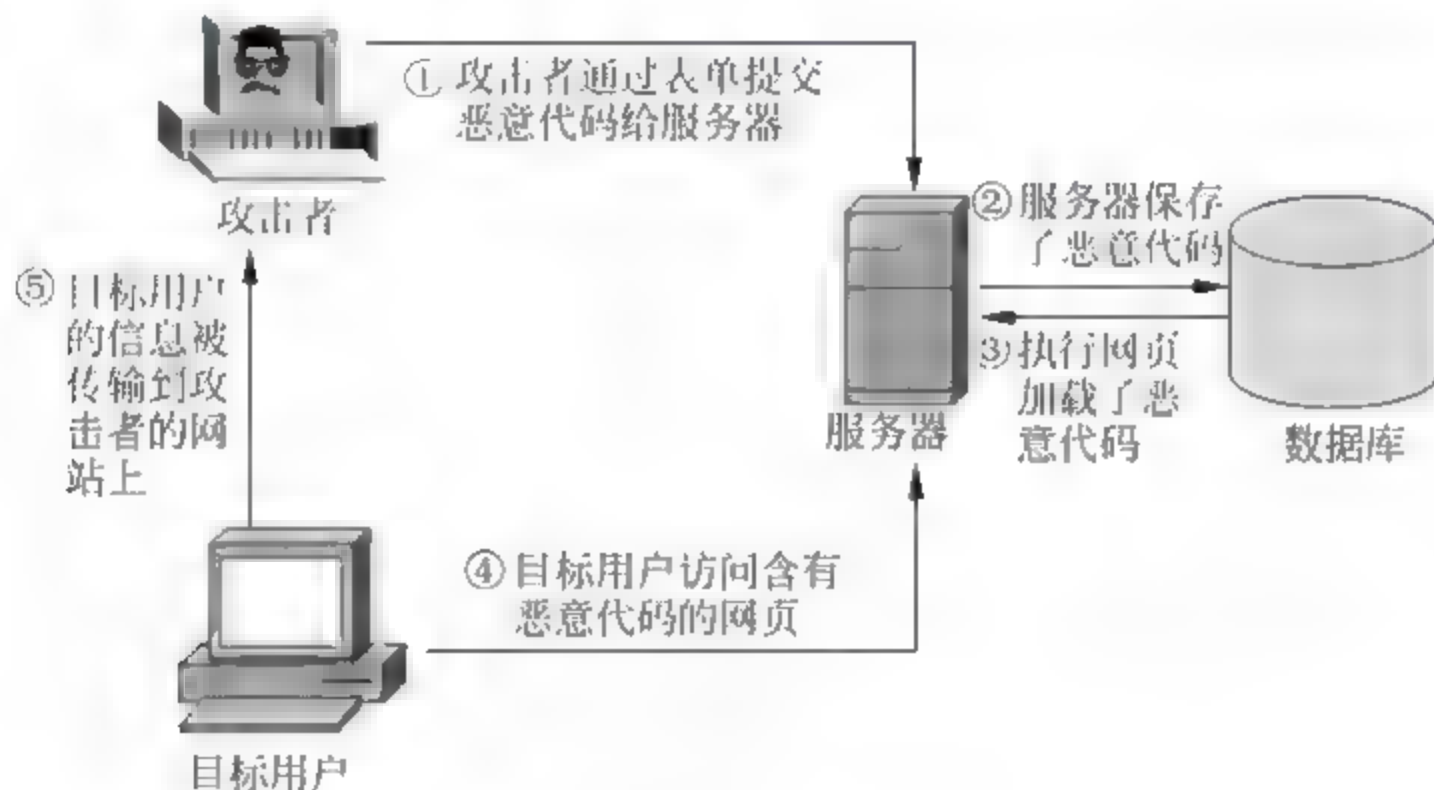 ① 攻击者通过表单提交
恶意代码给服务器
攻击者
② 服务器保存
了恶意代码
⑤ 目标用户
的信息被
传输到攻
击者的网
站上
③ 执行网页
加载了恶
意代码
服务器
数据库
④ 目标用户访问含有
恶意代码的网页
目标用户